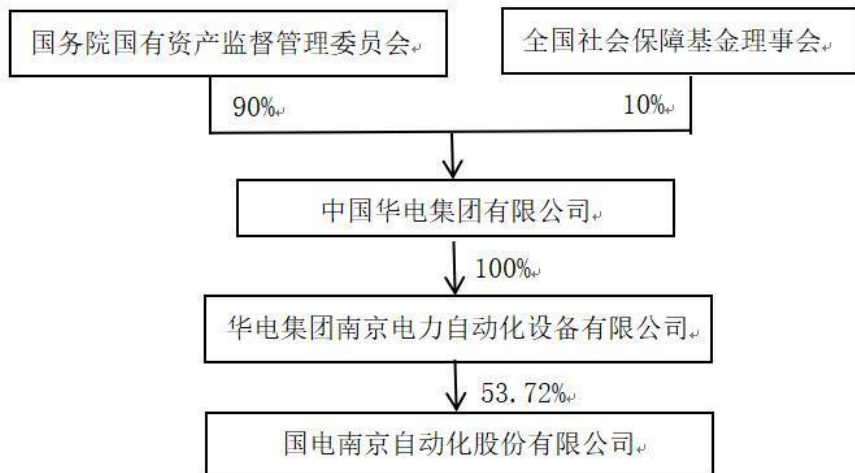 国务院国有资产监督管理委员会
全国社会保障基金理事会
90%
10%
中国华电集团有限公司
100%
华电集团南京电力自动化设备有限公司
53.72%
国电南京自动化股份有限公司